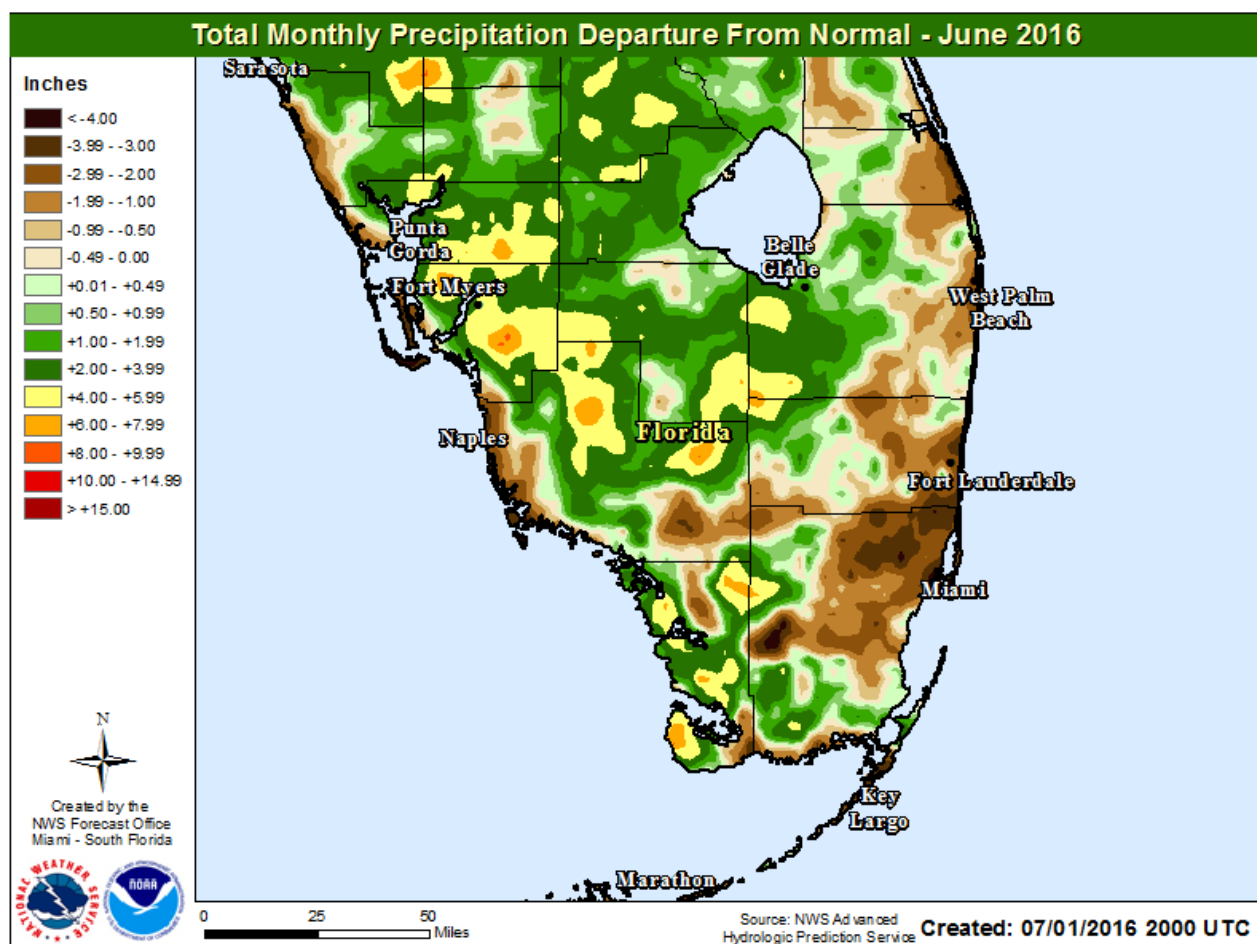 Total Monthly Precipitation Departure From Normal - June 2016
Inches
< -4.00
-3.99 - -3.00
-2.99 - -2.00
-1.99 - -1.00
-0.99 - -0.50
-0.49 - 0.00
+0.01 - +0.49
+0.50 - +0.99
+1.00 - +1.99
+2.00 - +3.99
+4.00 - +5.99
+6.00 - +7.99
+8.00 - +9.99
+10.00 - +14.99
> +15.00
Sarasota
Punta
Gorda
Fort Myers
Belle
Glade
West Palm
Beach
Naples
Florida
Fort Lauderdale
Miami
Key
Largo
Marathon
N
Created by the
NWS Forecast Office
Miami - South Florida
NATIONAL WEATHER SERVICE
NOAA
0
25
50
Miles
Source: NWS Advanced
Hydrologic Prediction Service
Created: 07/01/2016 2000 UTC